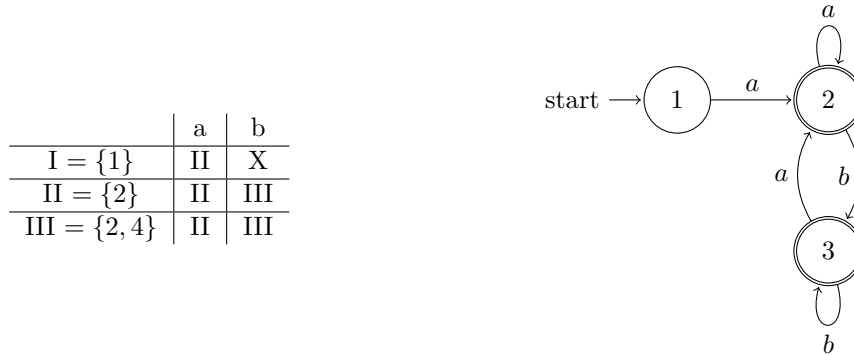 a b
I = {1} II X
II = {2} II III
III = {2, 4} II III
a
start 1 a 2
a b
3
b